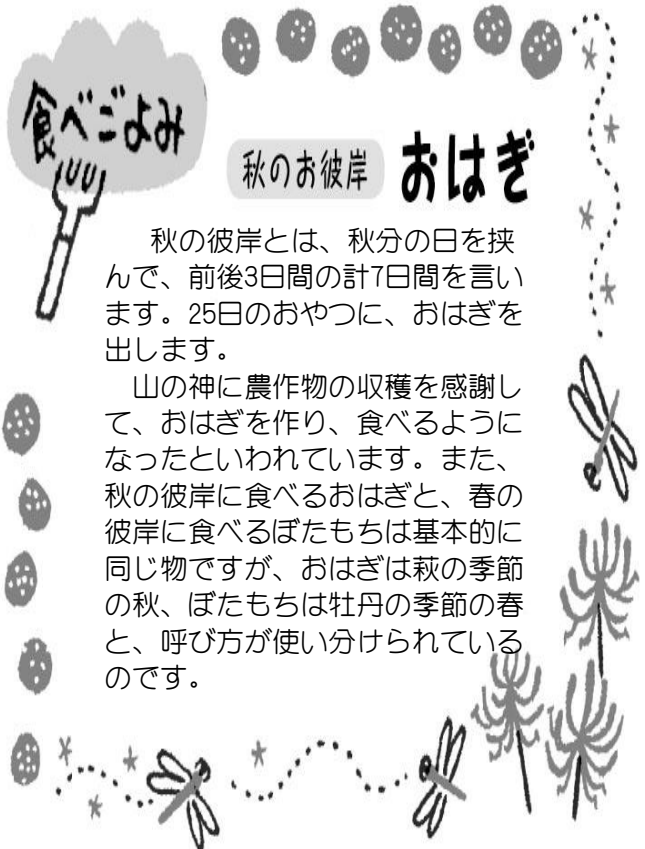 食べごよみ
秋のお彼岸 おはぎ
秋の彼岸とは、秋分の日を挟
んで、前後3日間の計7日間を言い
ます。25日のおやつに、おはぎを
出します。
山の神に農作物の収穫を感謝し
て、おはぎを作り、食べるように
なったといわれています。また、
秋の彼岸に食べるおはぎと、春の
彼岸に食べるぼたもちは基本的に
同じ物ですが、おはぎは萩の季節
の秋、ぼたもちは牡丹の季節の春
と、呼び方が使い分けられている
のです。